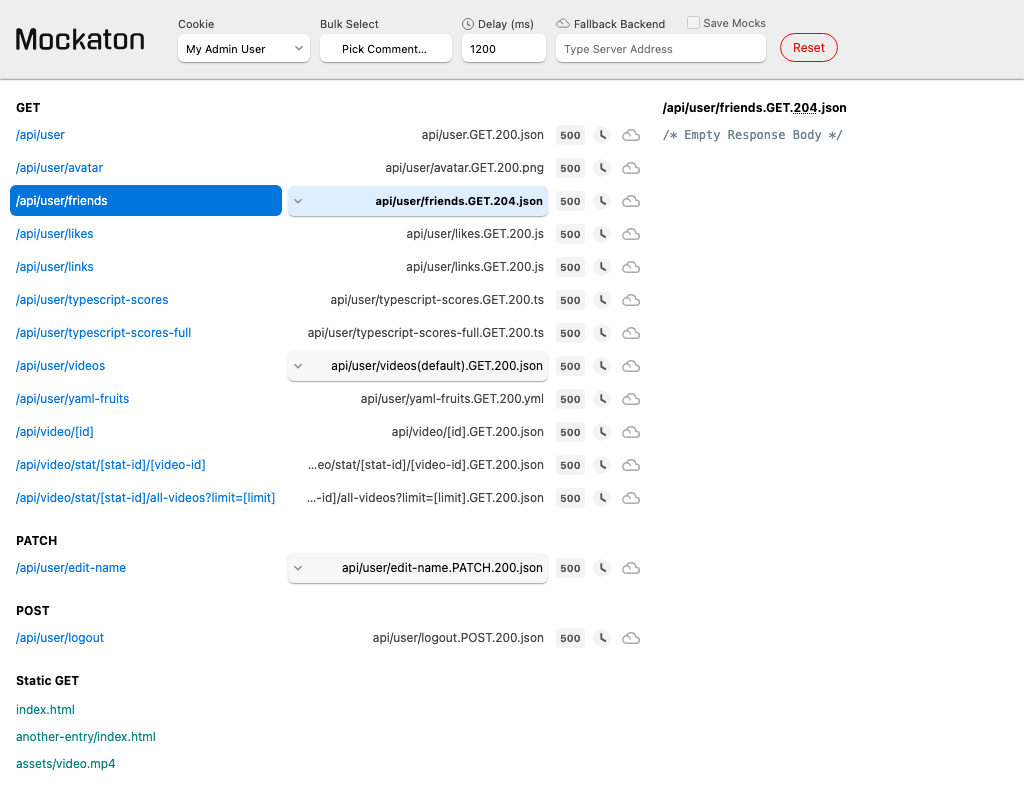 Mockaton
Cookie
My Admin User
Bulk Select
Pick Comment...
Delay (ms)
1200
Fallback Backend
Type Server Address
Save Mocks
Reset
GET
/api/user api/user.GET.200.json 500
/api/user/avatar api/user/avatar.GET.200.png 500
/api/user/friends api/user/friends.GET.204.json 500
/api/user/likes api/user/likes.GET.200.js 500
/api/user/links api/user/links.GET.200.js 500
/api/user/typescript-scores api/user/typescript-scores.GET.200.ts 500
/api/user/typescript-scores-full api/user/typescript-scores-full.GET.200.ts 500
/api/user/videos api/user/videos(default).GET.200.json 500
/api/user/yaml-fruits api/user/yaml-fruits.GET.200.yml 500
/api/video/[id] api/video/[id].GET.200.json 500
/api/video/stat/[stat-id]/[video-id] ...eo/stat/[stat-id]/[video-id].GET.200.json 500
/api/video/stat/[stat-id]/all-videos?limit=[limit] ...-id]/all-videos?limit=[limit].GET.200.json 500
PATCH
/api/user/edit-name api/user/edit-name.PATCH.200.json 500
POST
/api/user/logout api/user/logout.POST.200.json 500
Static GET
index.html
another-entry/index.html
assets/video.mp4
/api/user/friends.GET.204.json
/* Empty Response Body */